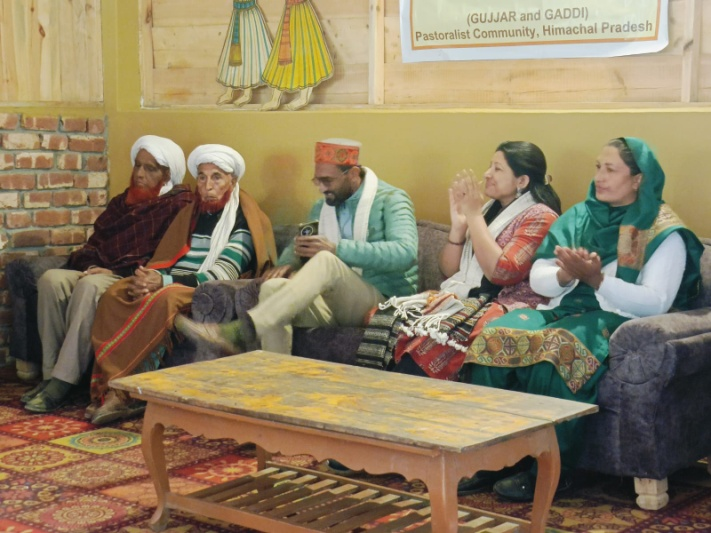 (GUJJAR and GADDI)
Pastoralist Community, Himachal Pradesh